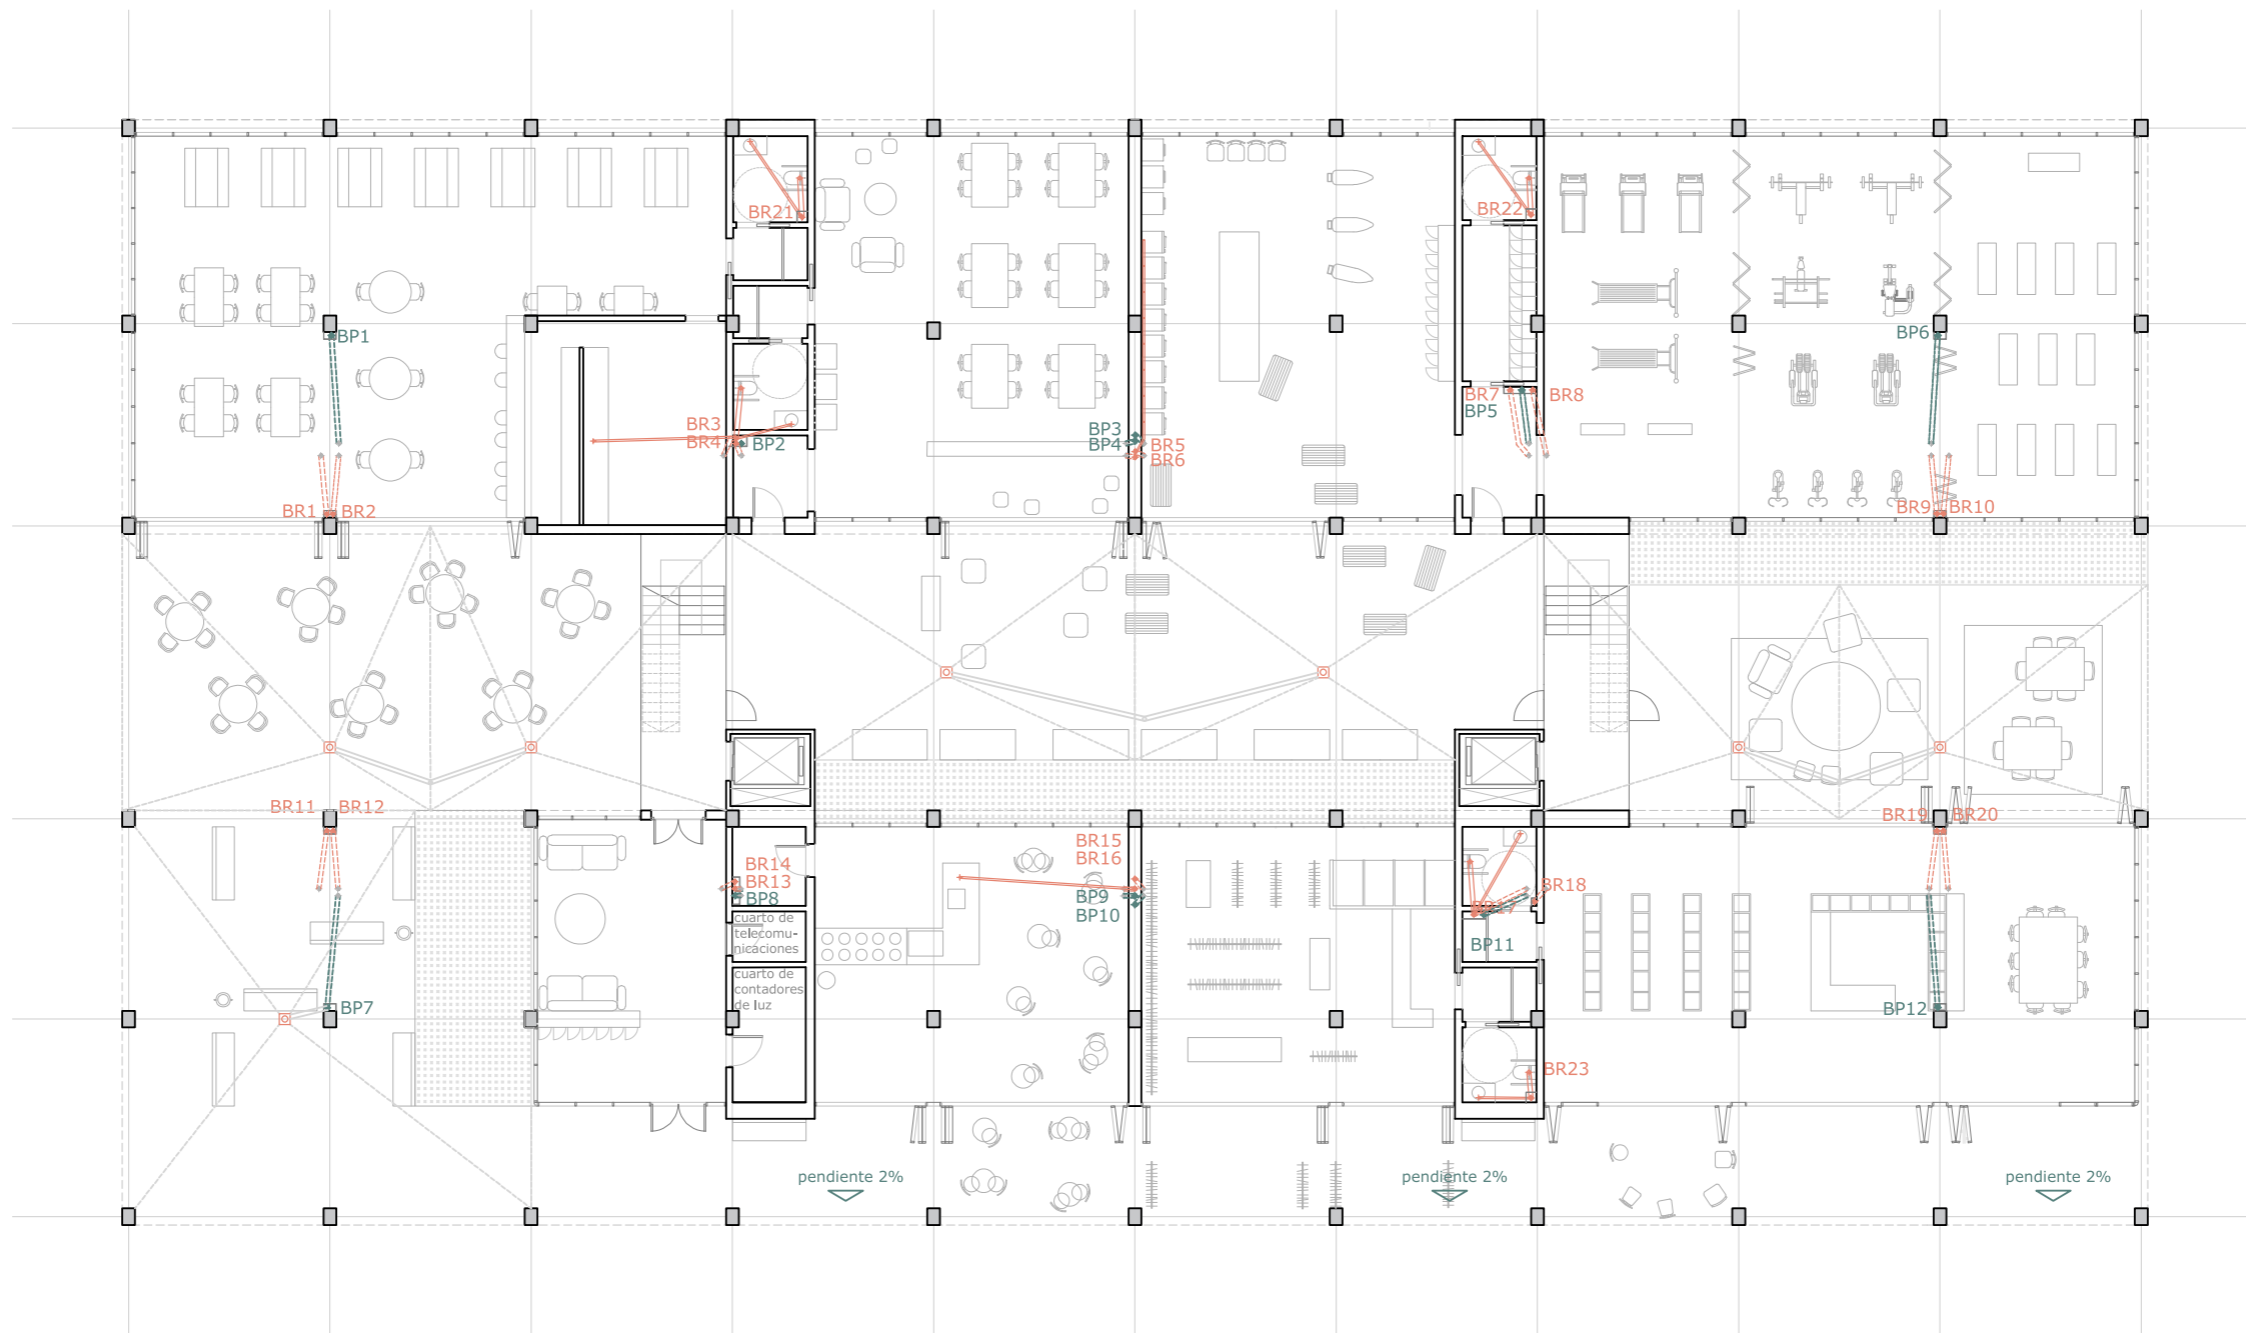 BR21
BR22
BP1
BP6
BR3
BR4
BP2
BP3
BP4
BR5
BR6
BR7
BR8
BP5
BR1
BR2
BR9
BR10
BR11
BR12
BR19
BR20
BR14
BR13
BP8
BR15
BR16
BP9
BP10
BR18
BP11
cuarto de
telecomu-
nicáciones
cuarto de
contadores
de luz
BP7
BP12
BR23
pendiente 2%
pendiente 2%
pendiente 2%